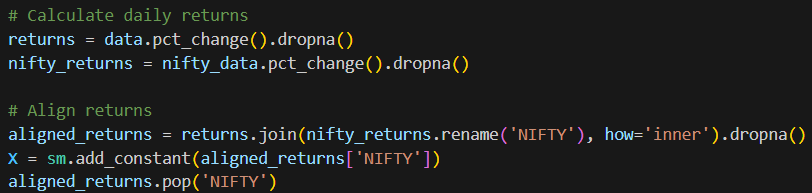 # Calculate daily returns
returns = data.pct_change().dropna()
nifty_returns = nifty_data.pct_change().dropna()

# Align returns
aligned_returns = returns.join(nifty_returns.rename('NIFTY'), how='inner').dropna()
X = sm.add_constant(aligned_returns['NIFTY'])
aligned_returns.pop('NIFTY')